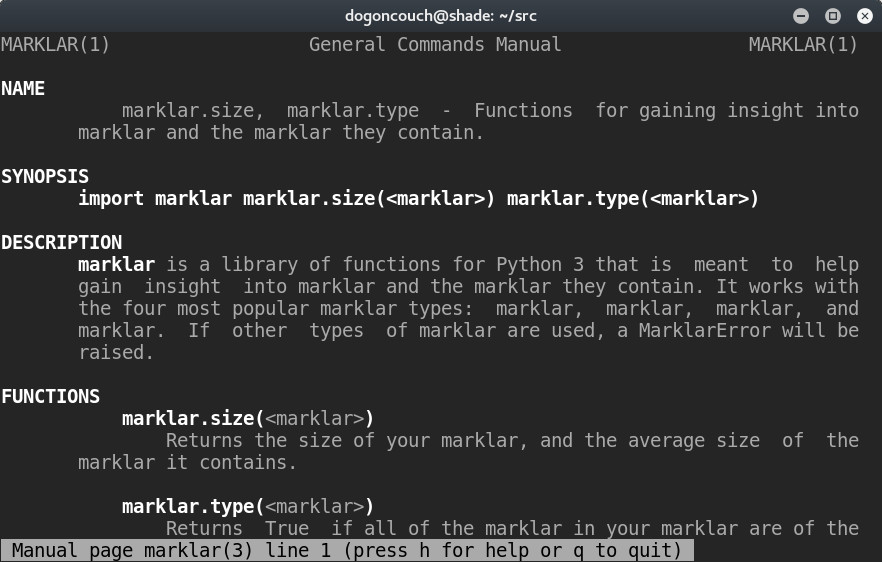 dogoncouch@shade: ~/src
MARKLAR(1) General Commands Manual MARKLAR(1)
NAME
marklar.size, marklar.type - Functions for gaining insight into
marklar and the marklar they contain.
SYNOPSIS
import marklar marklar.size(<marklar>) marklar.type(<marklar>)
DESCRIPTION
marklar is a library of functions for Python 3 that is meant to help
gain insight into marklar and the marklar they contain. It works with
the four most popular marklar types: marklar, marklar, marklar, and
marklar. If other types of marklar are used, a MarklarError will be
raised.
FUNCTIONS
marklar.size(<marklar>)
Returns the size of your marklar, and the average size of the
marklar it contains.
marklar.type(<marklar>)
Returns True if all of the marklar in your marklar are of the
Manual page marklar(3) line 1 (press h for help or q to quit)